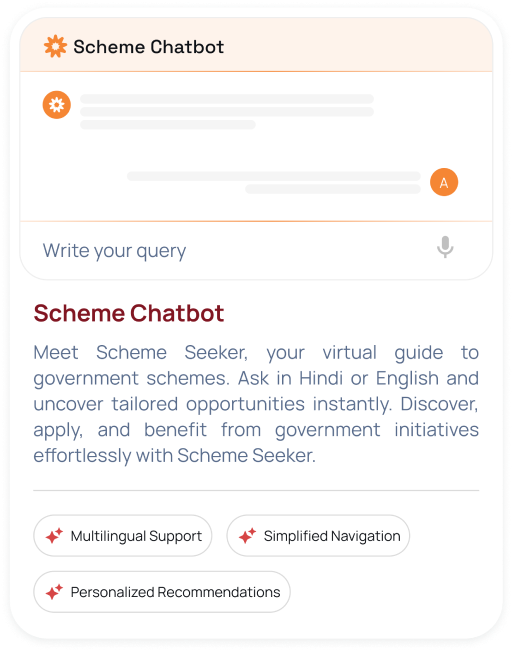 Scheme Chatbot
A
Write your query
Scheme Chatbot
Meet Scheme Seeker, your virtual guide to
government schemes. Ask in Hindi or English and
uncover tailored opportunities instantly. Discover,
apply, and benefit from government initiatives
effortlessly with Scheme Seeker.
Multilingual Support
Simplified Navigation
Personalized Recommendations